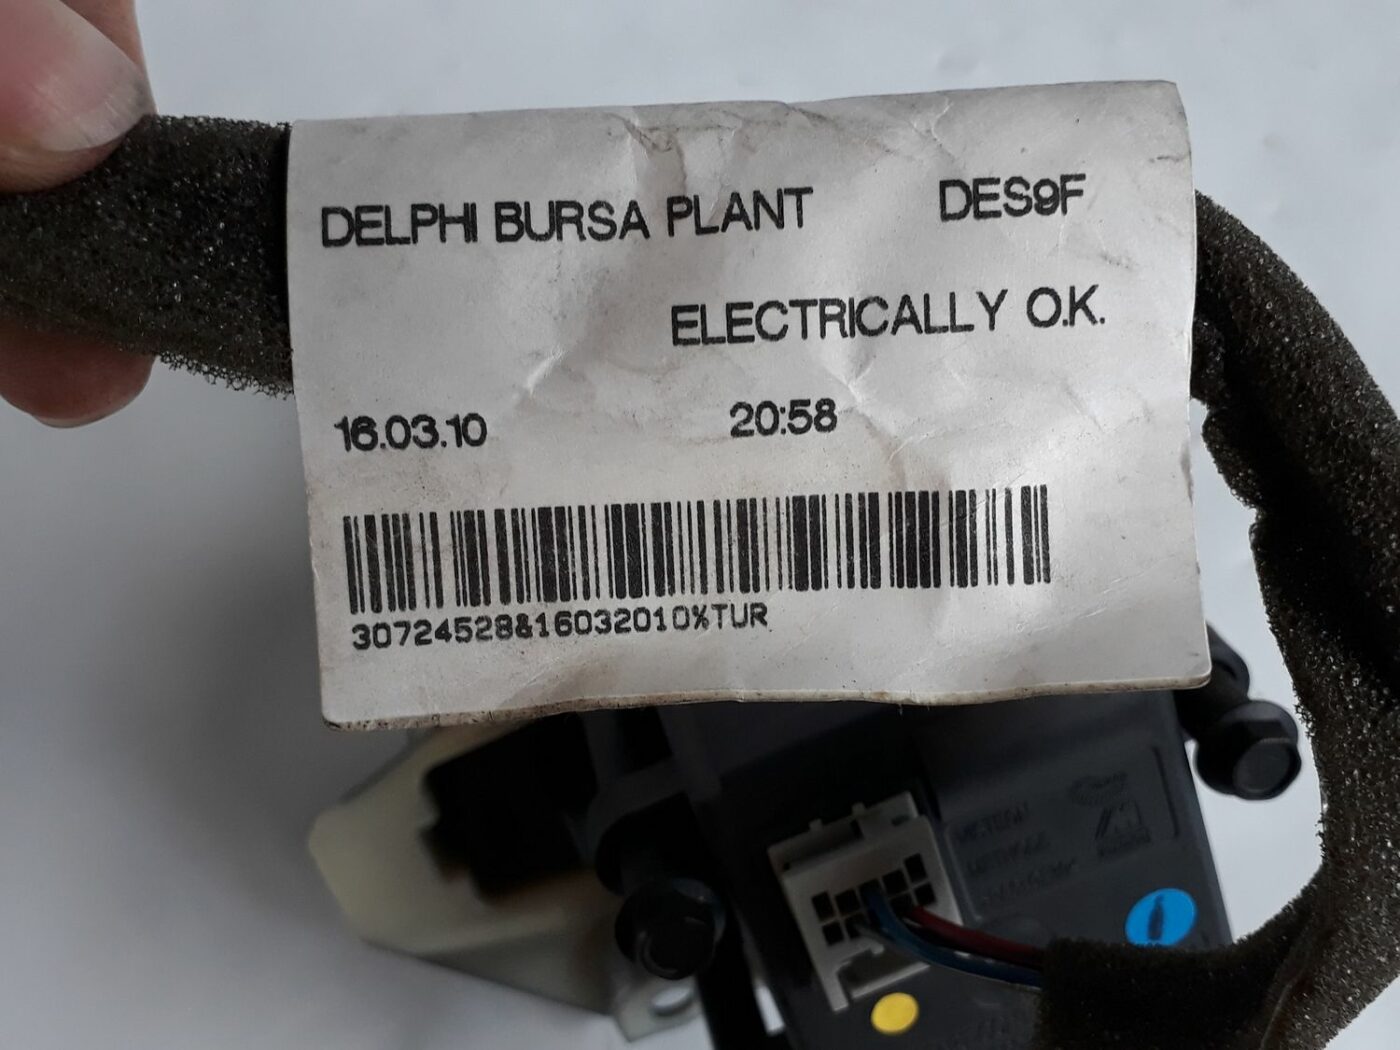 DELPHI BURSA PLANT DES9F
ELECTRICALLY O.K.
16.03.10 20:58
30724528&16032010%TUR